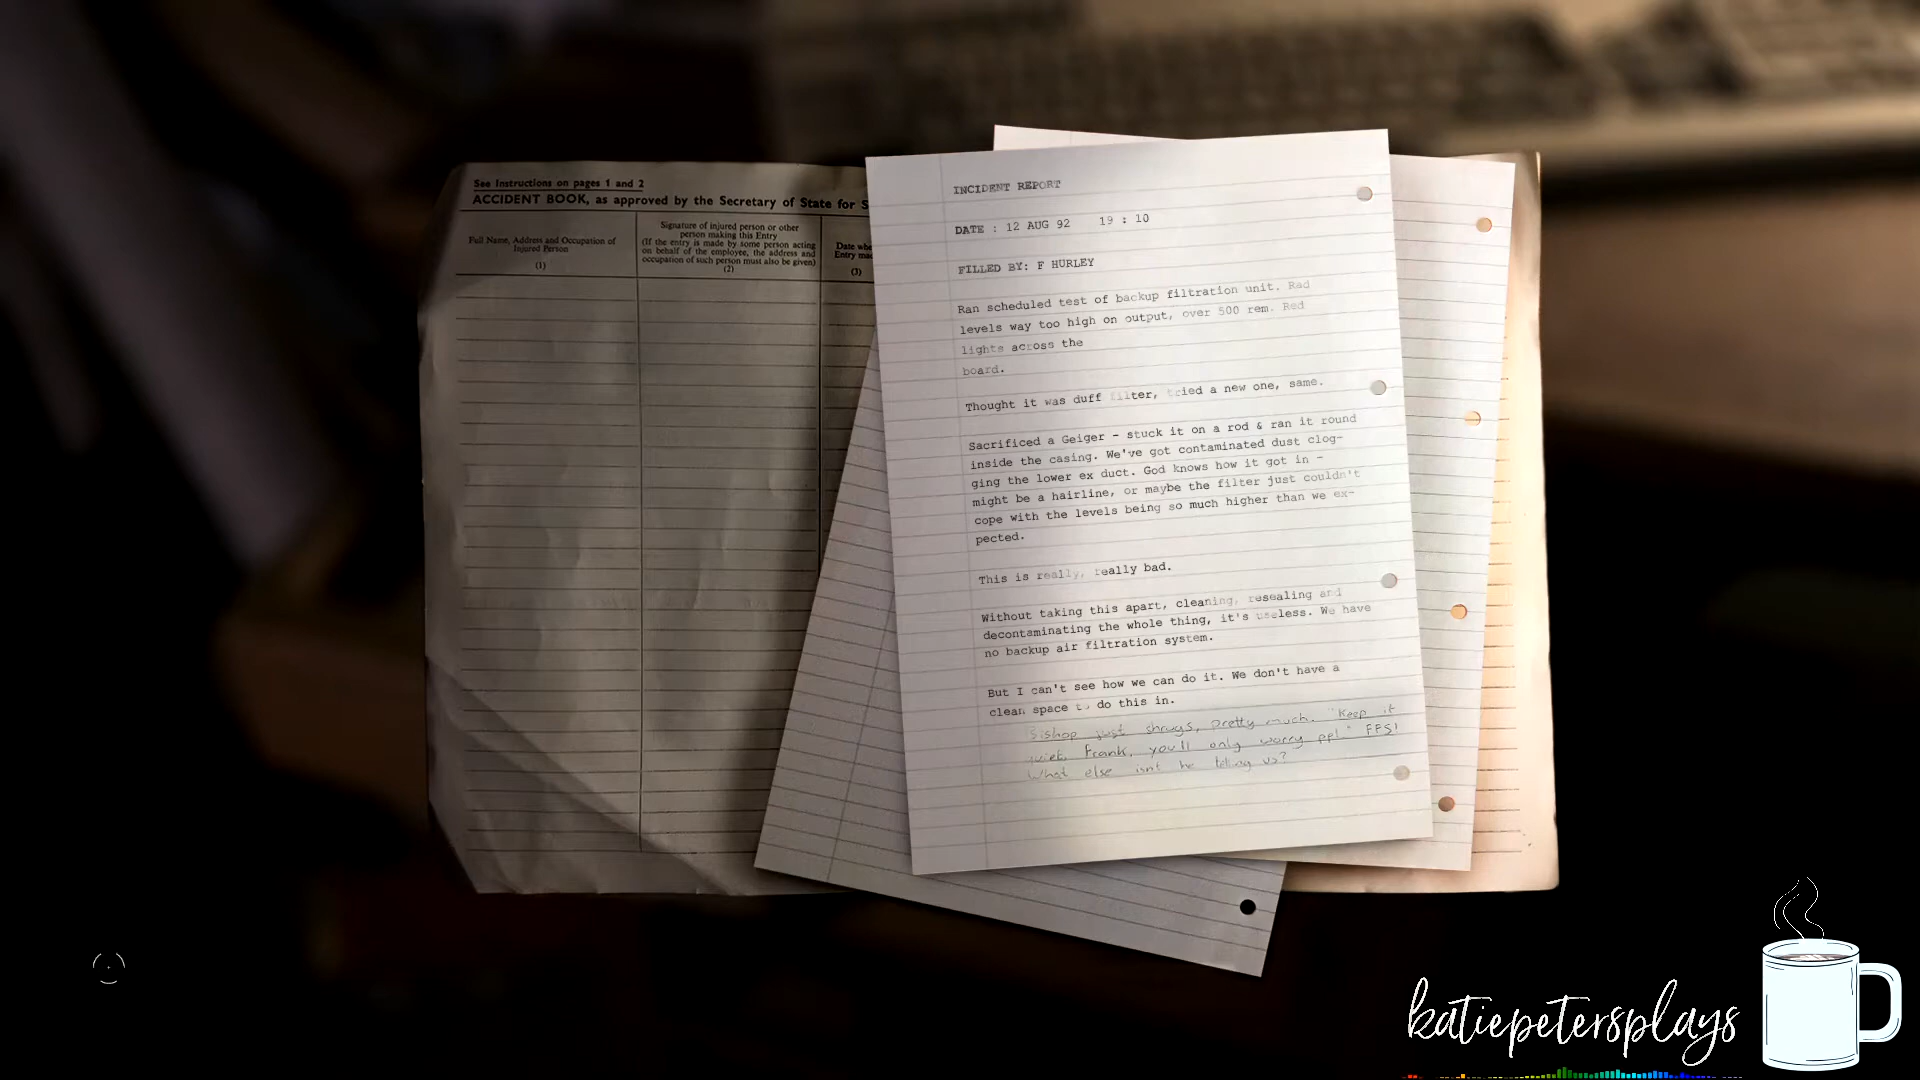 See Instructions on pages 1 and 2
ACCIDENT BOOK, as approved by the Secretary of State for S
Full Name, Address and Occupation of
Injured Person
(1)
Signature of injured person or other
person making this Entry
(If the entry is made by some person acting
on behalf of the employee, the address and
occupation of such person must also be given)
(2)
Date whe
Entry ma
(3)
INCIDENT REPORT
DATE : 12 AUG 92 19 : 10
FILLED BY: F HURLEY
Ran scheduled test of backup filtration unit. Rad
levels way too high on output, over 500 rem. Red
lights across the
board.
Thought it was duff filter, tried a new one, same.
Sacrificed a Geiger - stuck it on a rod & ran it round
inside the casing. We've got contaminated dust clog-
ging the lower ex duct. God knows how it got in -
might be a hairline, or maybe the filter just couldn't
cope with the levels being so much higher than we ex-
pected.
This is really, really bad.
Without taking this apart, cleaning, resealing and
decontaminating the whole thing, it's useless. We have
no backup air filtration system.
But I can't see how we can do it. We don't have a
clean space to do this in.
Bishop just shrugs, pretty much. "Keep it
quiet, Frank, you'll only worry ppl" FFS!
What else isnt he telling us?
katiepetersplays